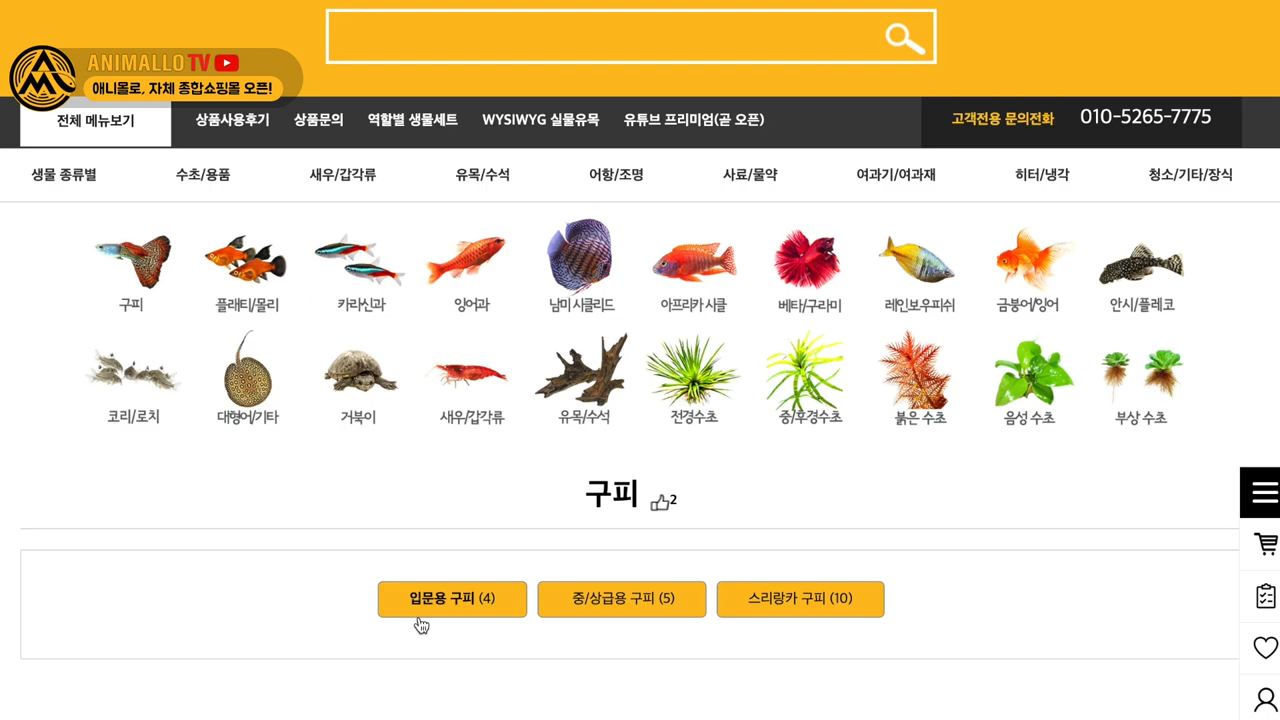 ANIMALLO TV
애니몰로, 자체 종합쇼핑몰 오픈!
전체 메뉴보기
상품사용후기
상품문의
역할별 생물세트
WYSIWYG 실물유목
유튜브 프리미엄(곧 오픈)
고객전용 문의전화
010-5265-7775
생물 종류별
수초/용품
새우/갑각류
유목/수석
어항/조명
사료/물약
여과기/여과재
히터/냉각
청소/기타/장식
구피
플래티/몰리
카라신과
잉어과
남미 시클리드
아프리카 시클
베타/구라미
레인보우피쉬
금붕어/잉어
안시/플레코
코리/로치
대형어/기타
거북이
새우/갑각류
유목/수석
전경수초
중/후경수초
붉은 수초
음성 수초
부상 수초
구피
2
입문용 구피 (4)
중/상급용 구피 (5)
스리랑카 구피 (10)